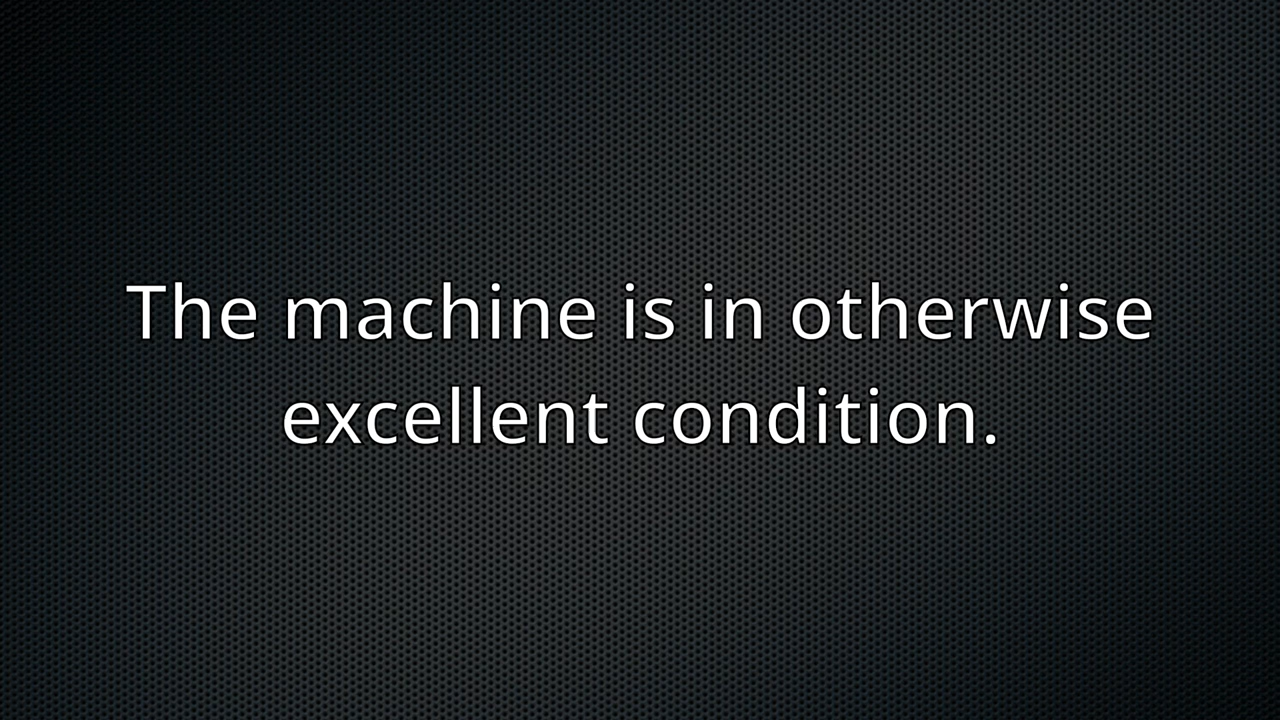 The machine is in otherwise
excellent condition.